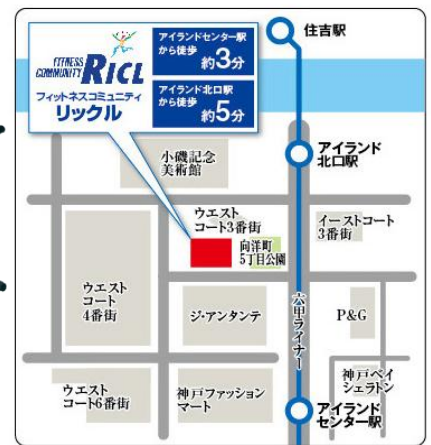 住吉駅
FITNESS
COMMUNITY RICL
フィットネスコミュニティ
リックル
アイランドセンター駅
から徒歩
約3分
アイランド北口駅
から徒歩
約5分
アイランド
北口駅
小磯記念
美術館
ウエスト
コート3番街
イーストコート
3番街
向洋町
5丁目公園
ウエスト
コート
4番街
ジ・アンタンテ
六甲ライナー
P&G
ウエスト
コート6番街
神戸ファッション
マート
神戸ベイ
シェラトン
アイランド
センター駅